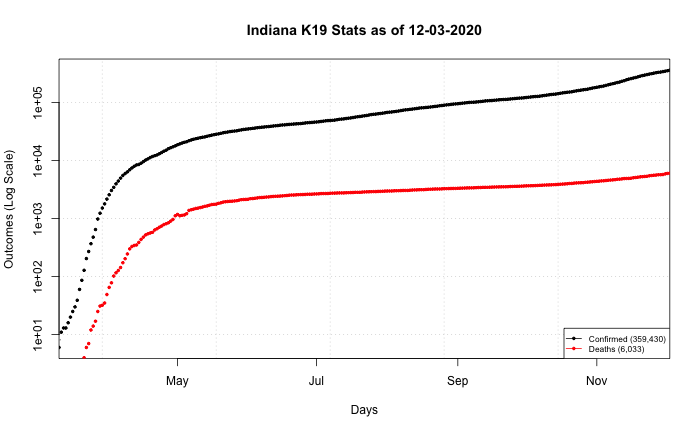 Indiana K19 Stats as of 12-03-2020
Outcomes (Log Scale)
1e+05
1e+04
1e+03
1e+02
1e+01
Confirmed (359,430)
Deaths (6,033)
May
Jul
Sep
Nov
Days